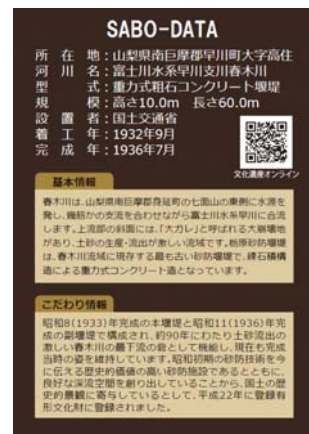 SABO-DATA
所在地：山梨県南巨摩郡早川町大字高住
河川名：富士川水系早川支川春木川
型式：重力式粗石コンクリート堰堤
規模：高さ10.0m 長さ60.0m
設置者：国土交通省
着工年：1932年9月
完成年：1936年7月
文化遺産オンライン
基本情報
春木川は、山梨県南巨摩郡身延町の七面山の東側に水源を
発し、幾筋かの支流を合わせながら富士川水系早川に合流
します。上流部の斜面には、「大ガレ」と呼ばれる大崩壊地
があり、土砂の生産・流出が激しい流域です。栃原砂防堰堤
は、春木川流域に現存する最も古い砂防堰堤で、練石積構
造による重力式コンクリート造となっています。
こだわり情報
昭和8(1933)年完成の本堰堤と昭和11(1936)年完
成の副堰堤で構成され、約90年にわたり土砂流出の
激しい春木川の最下流の砦として機能し、現在も完成
当時の姿を維持しています。昭和初期の砂防技術を今
に伝える歴史的価値の高い砂防施設であるとともに、
良好な渓流空間を創り出していることから、国土の歴
史的景観に寄与しているとして、平成22年に登録有
形文化財に登録されました。